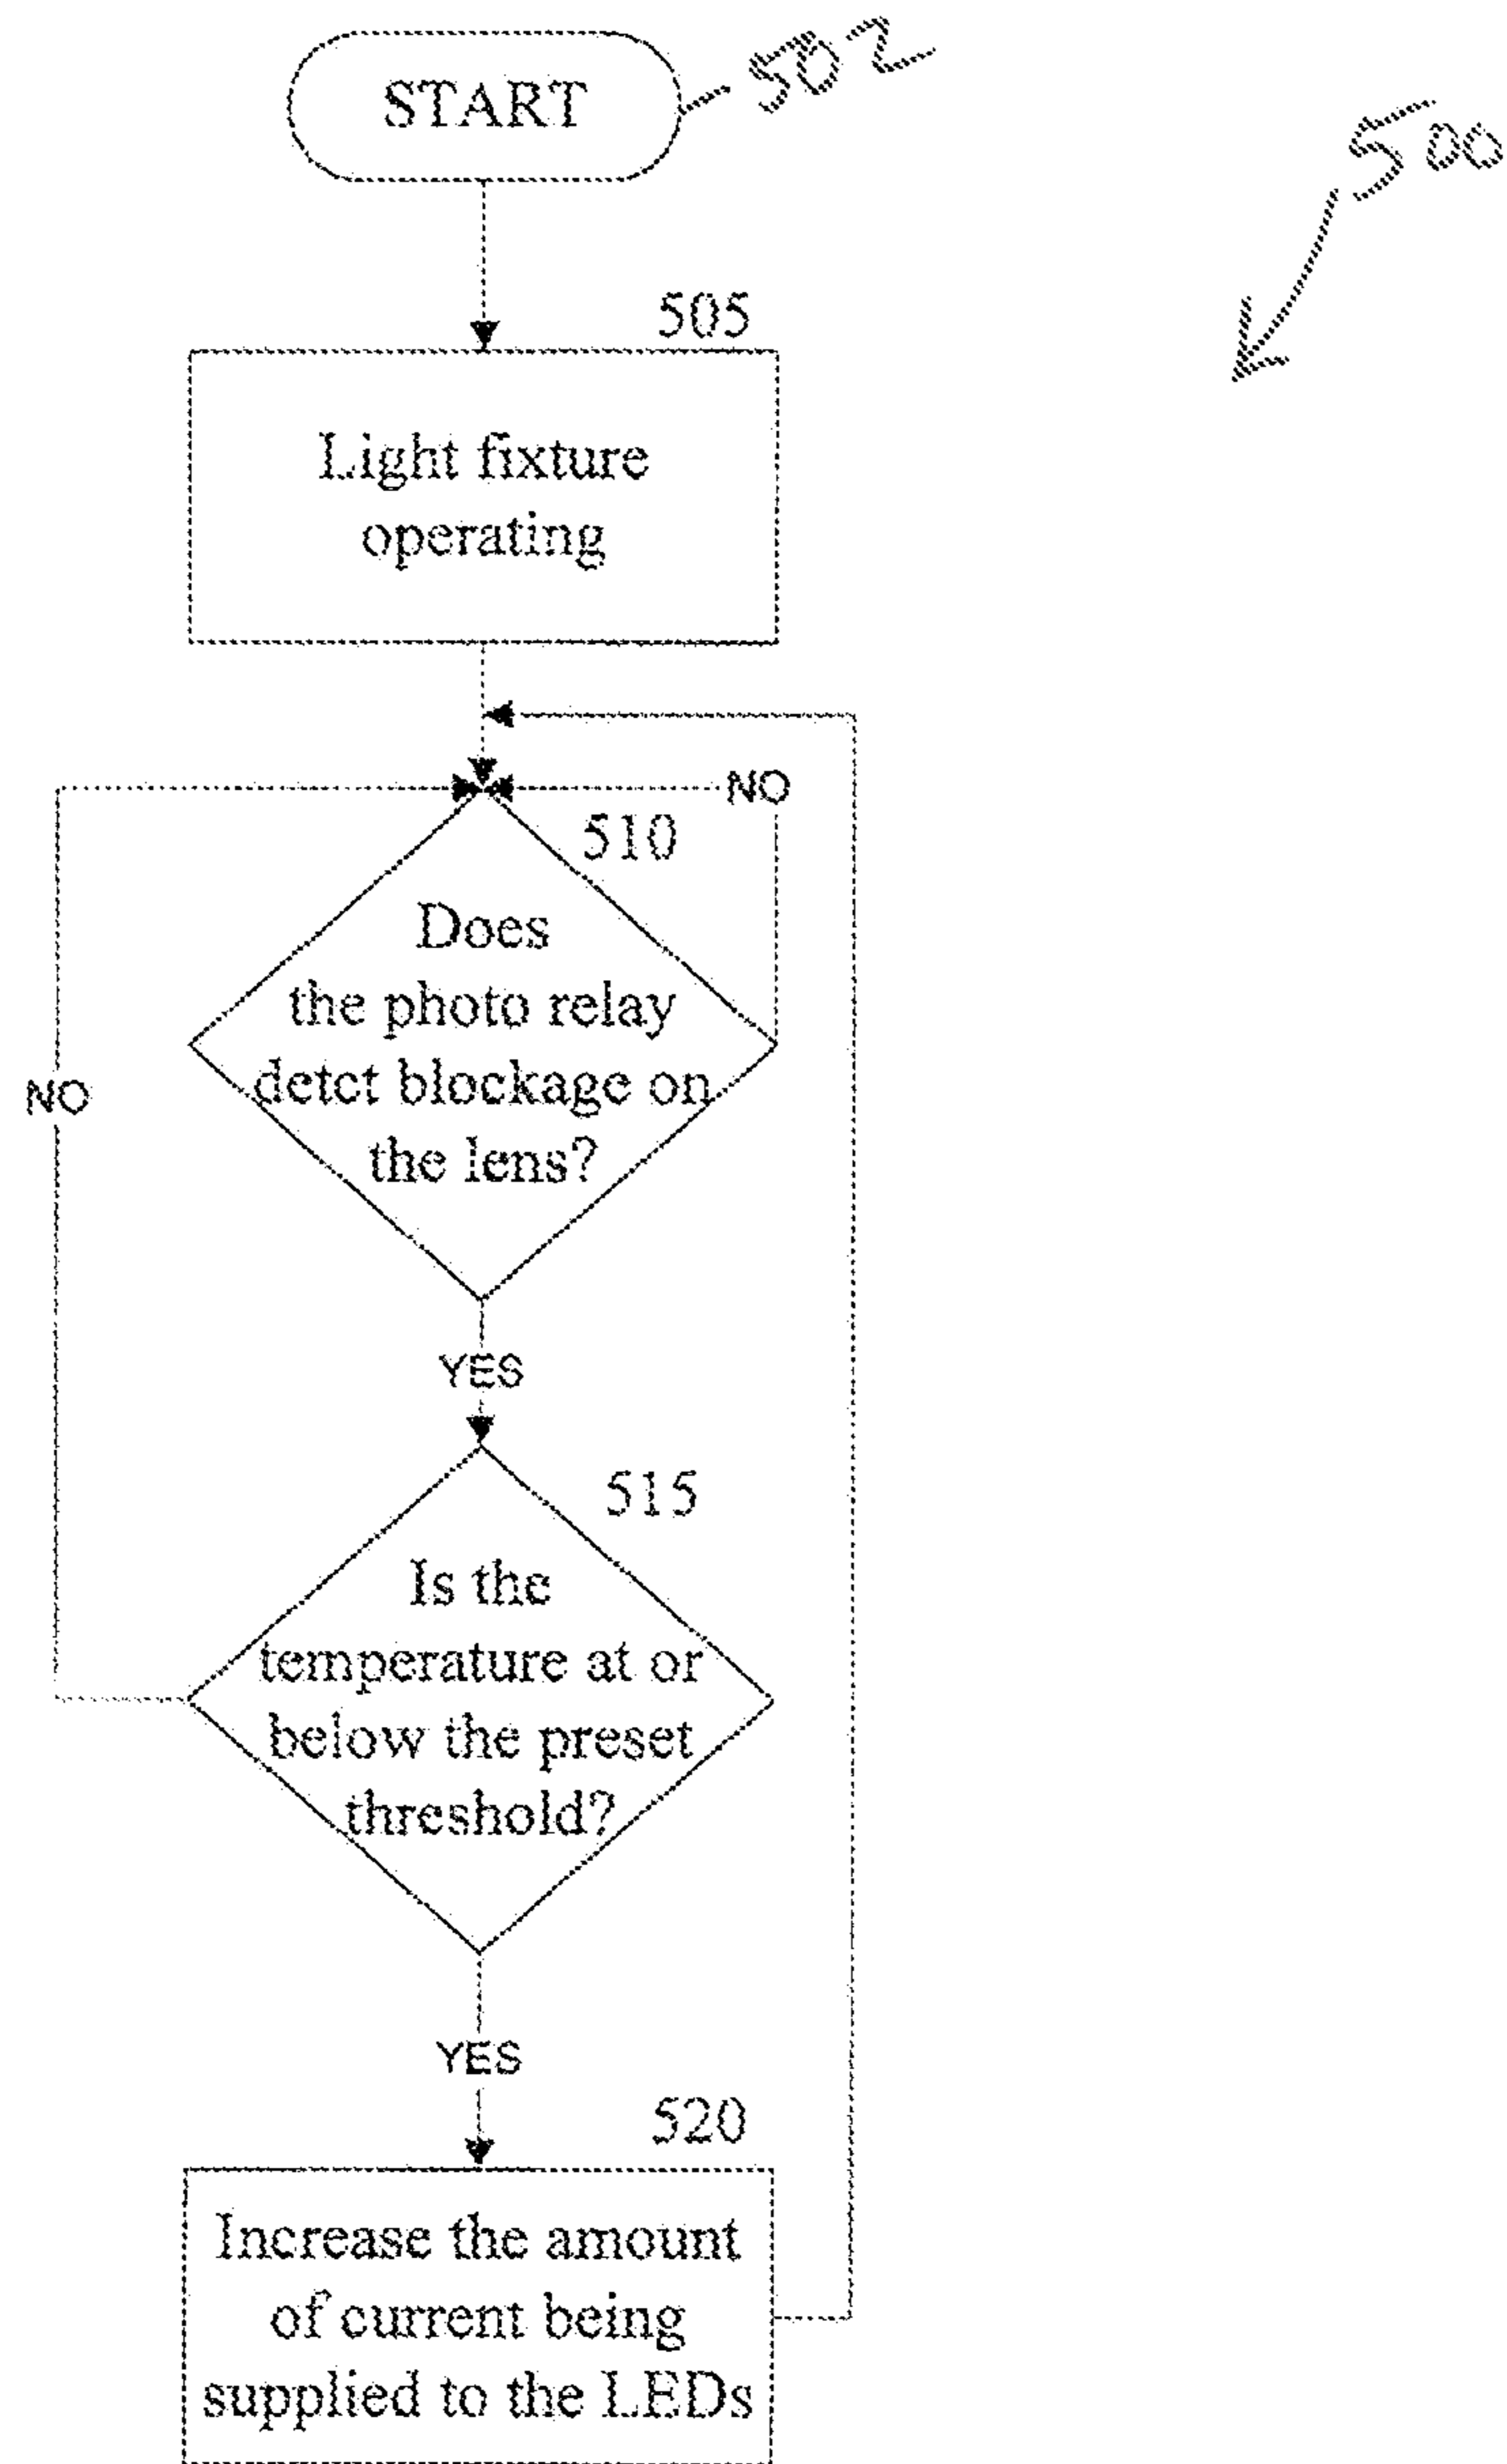 START
502
500
505
Light fixture
operating
NO
510
Does
the photo relay
detct blockage on
the lens?
NO
YES
515
Is the
temperature at or
below the preset
threshold?
YES
520
Increase the amount
of current being
supplied to the LEDs